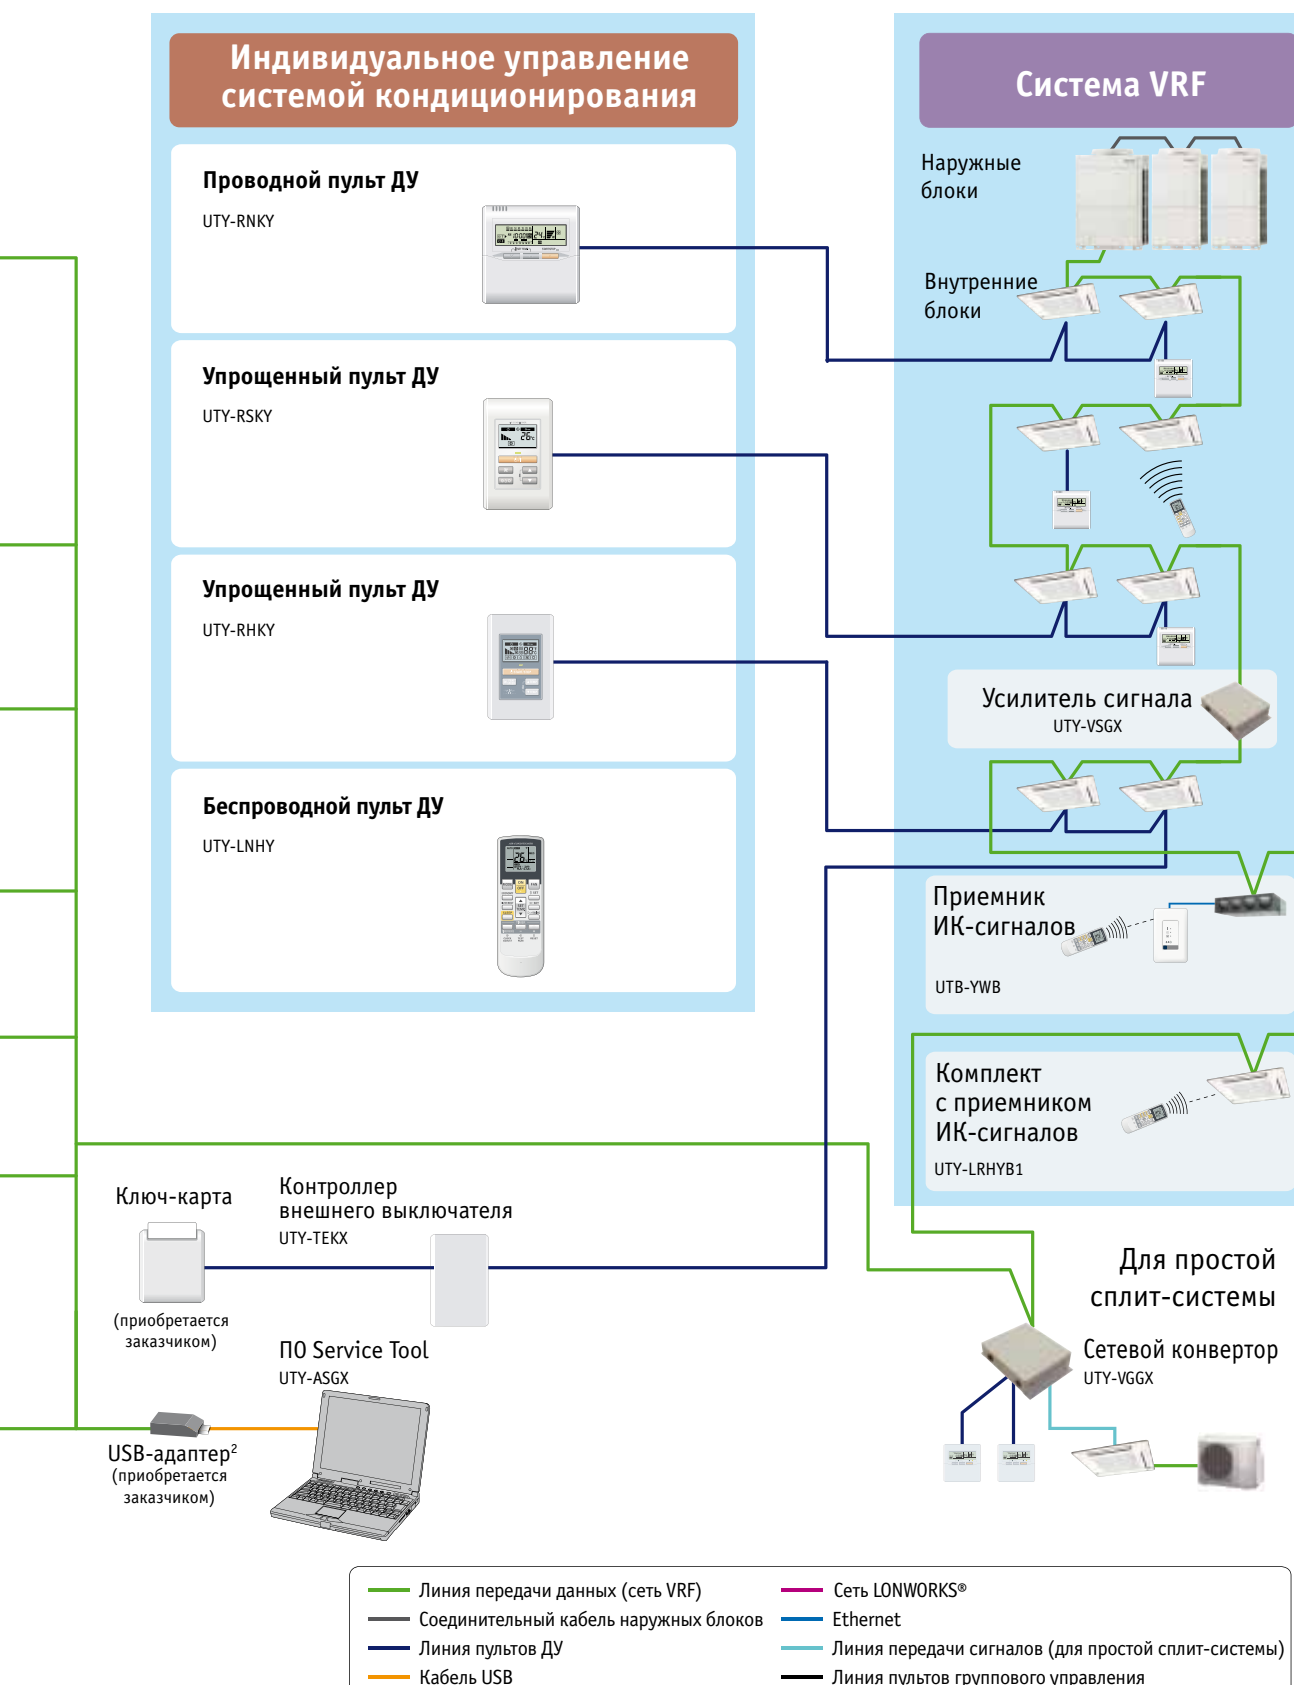 Индивидуальное управление
системой кондиционирования
Проводной пульт ДУ
UTY-RNKY
Упрощенный пульт ДУ
UTY-RSKY
Упрощенный пульт ДУ
UTY-RHKY
Беспроводной пульт ДУ
UTY-LNHY
Система VRF
Наружные
блоки
Внутренние
блоки
Усилитель сигнала
UTY-VSGX
Приемник
ИК-сигналов
UTB-YWB
Комплект
с приемником
ИК-сигналов
UTY-LRHYB1
Ключ-карта
(приобретается
заказчиком)
Контроллер
внешнего выключателя
UTY-TEKX
ПО Service Tool
UTY-ASGX
USB-адаптер²
(приобретается
заказчиком)
Для простой
сплит-системы
Сетевой конвертор
UTY-VGGX
Линия передачи данных (сеть VRF)
Соединительный кабель наружных блоков
Линия пультов ДУ
Кабель USB
Сеть LONWORKS®
Ethernet
Линия передачи сигналов (для простой сплит-системы)
Линия пультов группового управления